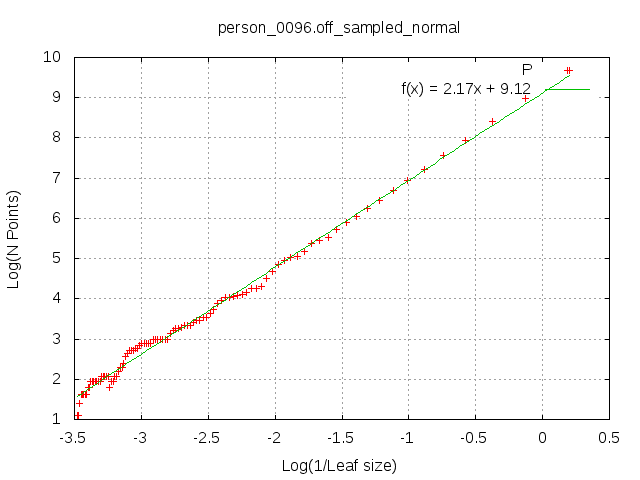 person_0096.off_sampled_normal
10
9
8
7
6
5
4
3
2
1
Log(N Points)
P
f(x) = 2.17x + 9.12
-3.5 -3 -2.5 -2 -1.5 -1 -0.5 0 0.5
Log(1/Leaf size)